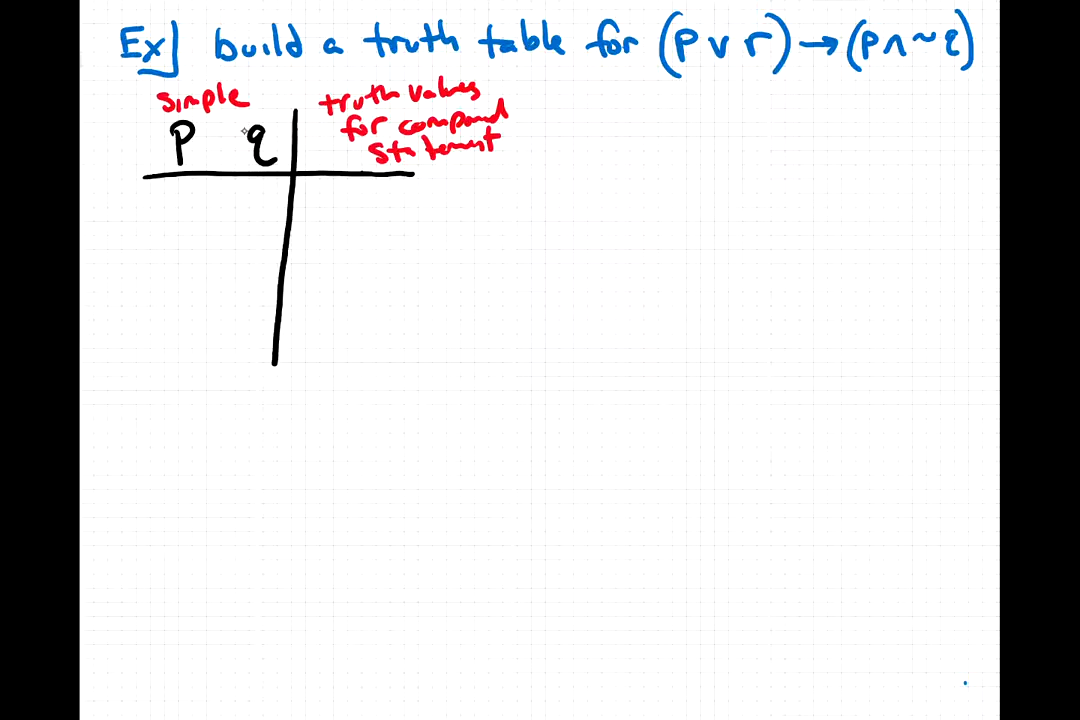 Ex] build a truth table for (p ∨ r) → (p ∧ ~ q)
simple
truth values
for compound
statement
p q